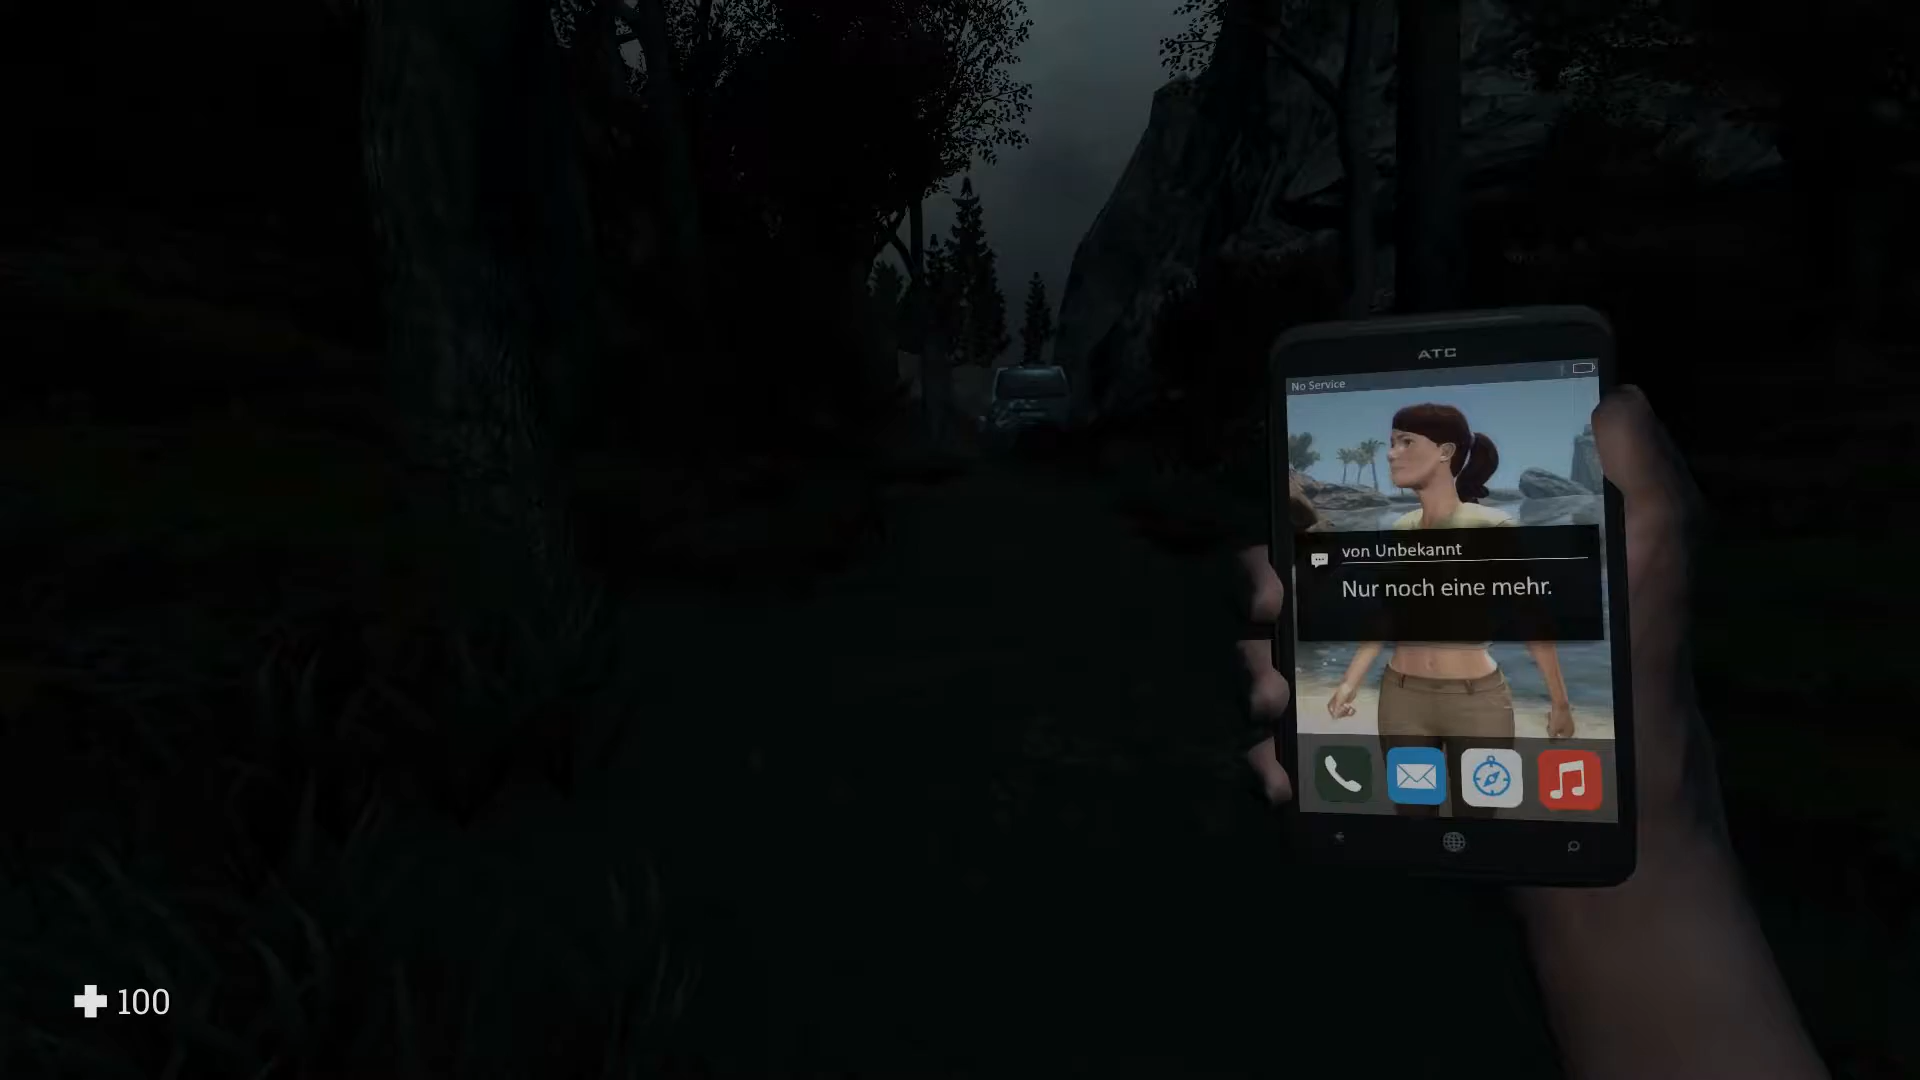 ATC
No Service
von Unbekannt
Nur noch eine mehr.
100